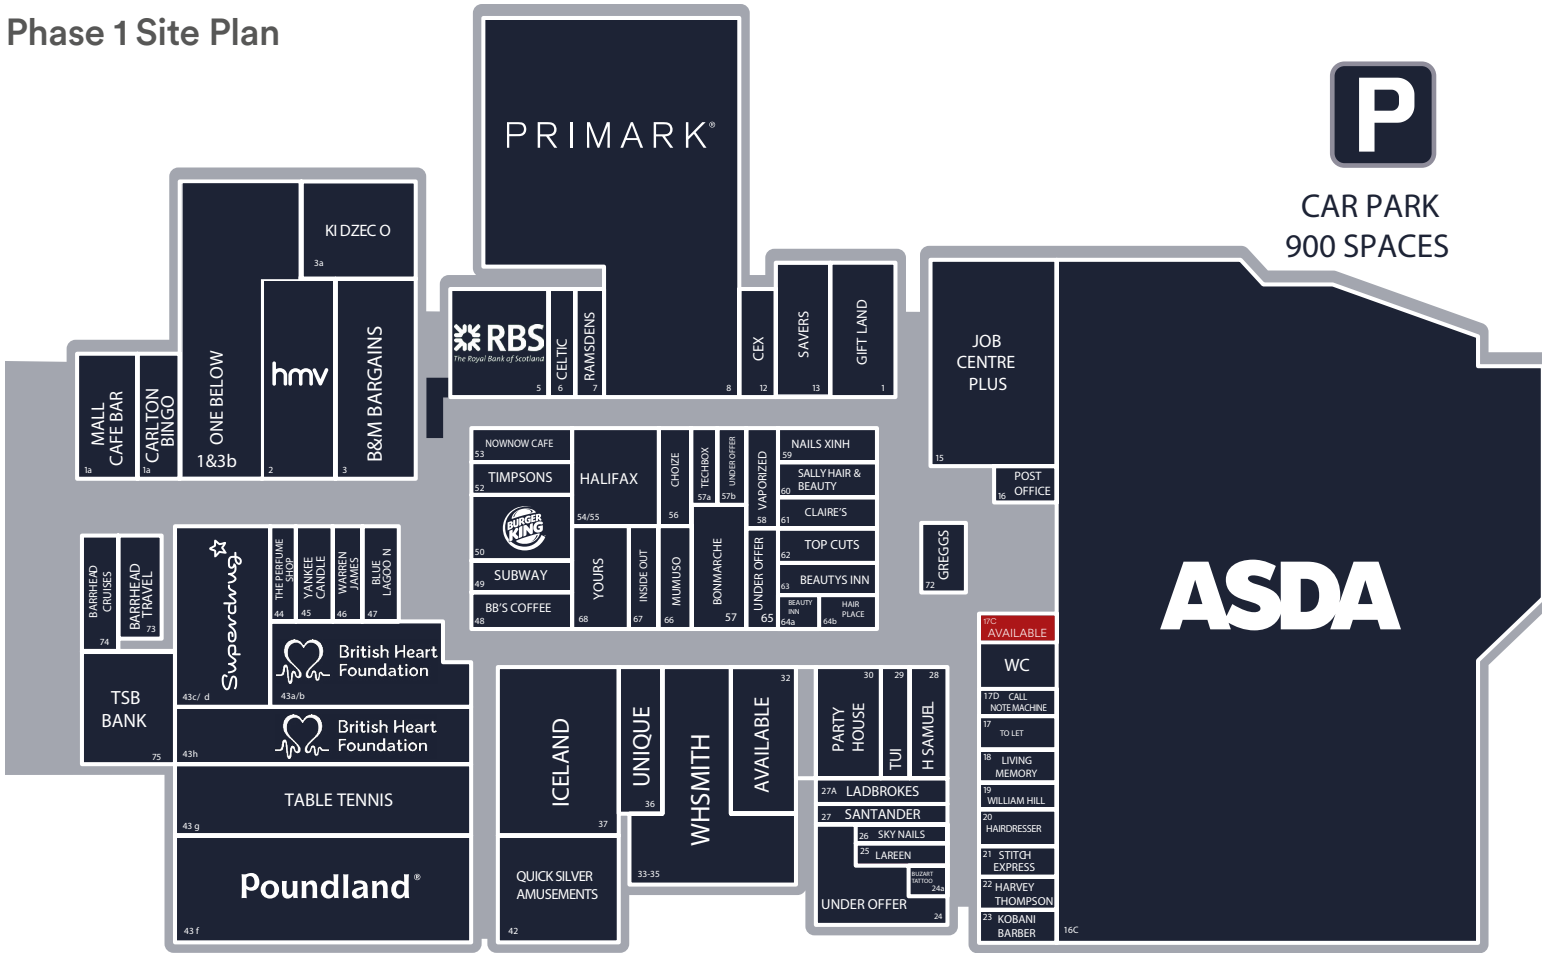 Phase 1 Site Plan
PRIMARK®
8
P
CAR PARK
900 SPACES
KIDZEC O
3a
ONE BELOW
1&3b
hmv
2
B&M BARGAINS
3
MALL
CAFE BAR
1a
CARLTON
BINGO
1a
RBS
The Royal Bank of Scotland
5
CELTIC
6
RAMSDENS
7
CEX
12
SAVERS
13
GIFT LAND
1
JOB
CENTRE
PLUS
15
POST
OFFICE
16
ASDA
16C
NOWNOW CAFE
53
TIMPSONS
52
BURGER
KING
50
SUBWAY
49
BB'S COFFEE
48
HALIFAX
54/55
YOURS
68
INSIDE OUT
67
CHOIZE
56
MUMUSO
66
TECHBOX
57a
UNDER OFFER
57b
BONMARCHE
57
VAPORIZED
58
UNDER OFFER
65
NAILS XINH
59
SALLY HAIR &
BEAUTY
60
CLAIRE'S
61
TOP CUTS
62
BEAUTYS INN
63
BEAUTY
INN
64a
HAIR
PLACE
64b
GREGGS
72
BARRHEAD
CRUISES
74
BARRHEAD
TRAVEL
73
TSB
BANK
75
Superdrug
43c/ d
THE PERFUME
SHOP
44
YANKEE
CANDLE
45
WARREN
JAMES
46
BLUE
LAGOO N
47
British Heart
Foundation
43a/b
British Heart
Foundation
43h
TABLE TENNIS
43 g
Poundland®
43 f
ICELAND
37
UNIQUE
36
WHSMITH
33-35
32
AVAILABLE
QUICK SILVER
AMUSEMENTS
42
30
PARTY
HOUSE
29
TUI
28
H SAMUEL
27A LADBROKES
27 SANTANDER
26 SKY NAILS
25 LAREEN
BUZART
TATTOO
24a
UNDER OFFER
24
17C
AVAILABLE
WC
17D CALL
NOTE MACHINE
17
TO LET
18 LIVING
MEMORY
19
WILLIAM HILL
20
HAIRDRESSER
21 STITCH
EXPRESS
22 HARVEY
THOMPSON
23 KOBANI
BARBER